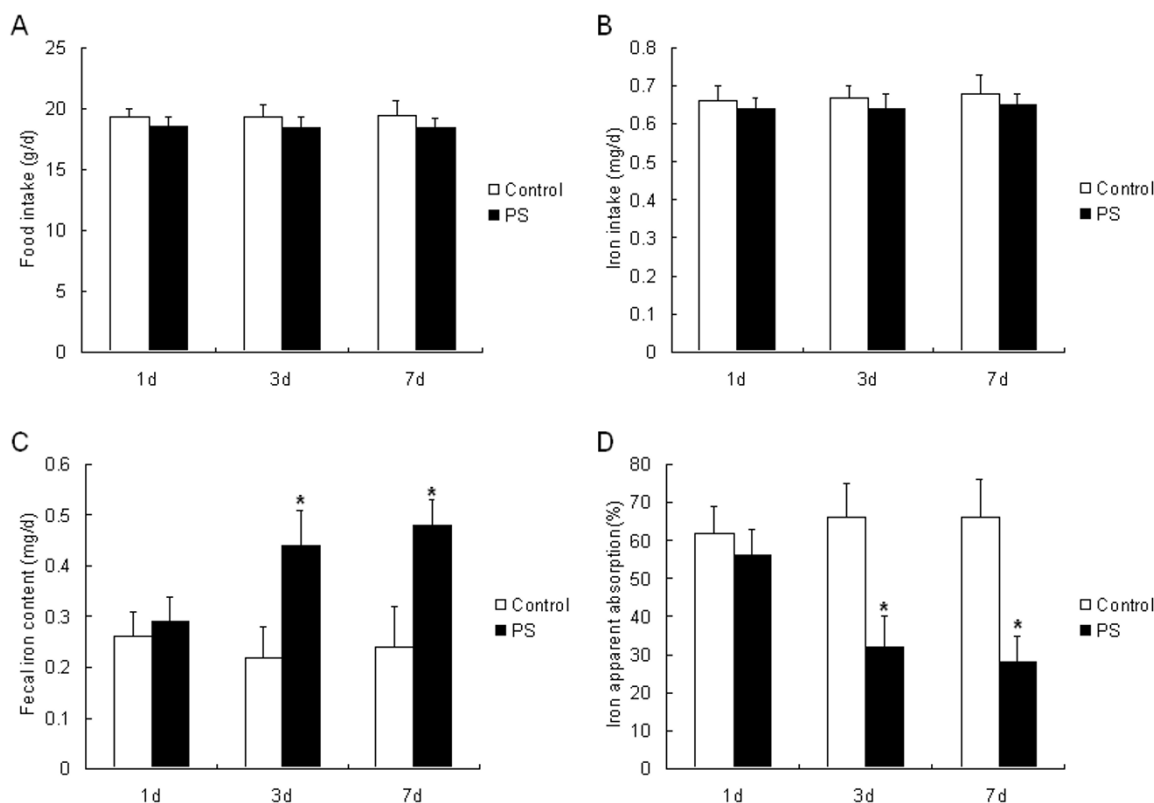 A
Food intake (g/d)
25
20
15
10
5
0
1d 3d 7d
Control
PS
B
Iron intake (mg/d)
0.8
0.7
0.6
0.5
0.4
0.3
0.2
0.1
0
1d 3d 7d
Control
PS
C
Fecal iron content (mg/d)
0.6
0.5
0.4
0.3
0.2
0.1
0
* *
1d 3d 7d
Control
PS
D
Iron apparent absorption(%)
80
70
60
50
40
30
20
10
0
* *
1d 3d 7d
Control
PS